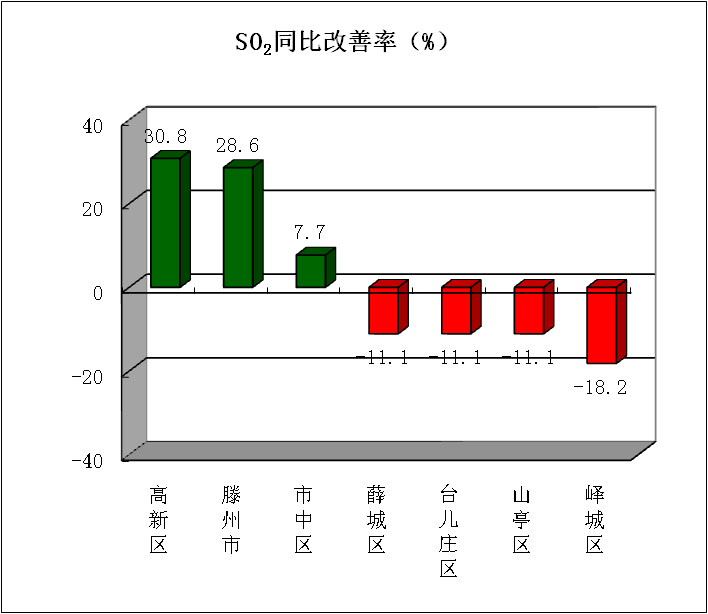 SO₂同比改善率（%）
40
20
0
-20
-40
30.8
28.6
7.7
-11.1
-11.1
-11.1
-18.2
高新区
滕州市
市中区
薛城区
台儿庄区
山亭区
峄城区